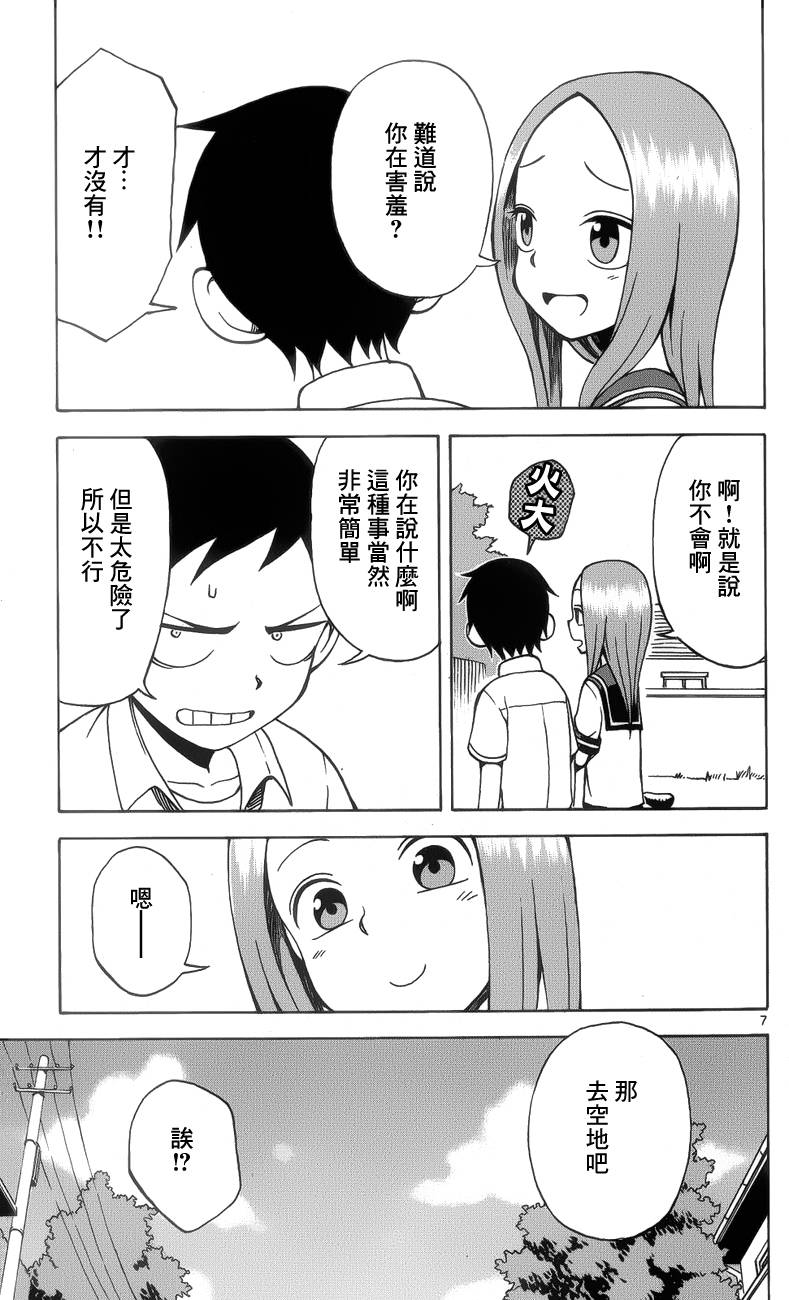 難道說
你在害羞?
才…
才沒有!!
啊!就是說
你不會啊
火大
你在說什麼啊
這種事當然
非常簡單
但是太危險了
所以不行
嗯——
7
那
去空地吧
誒!?